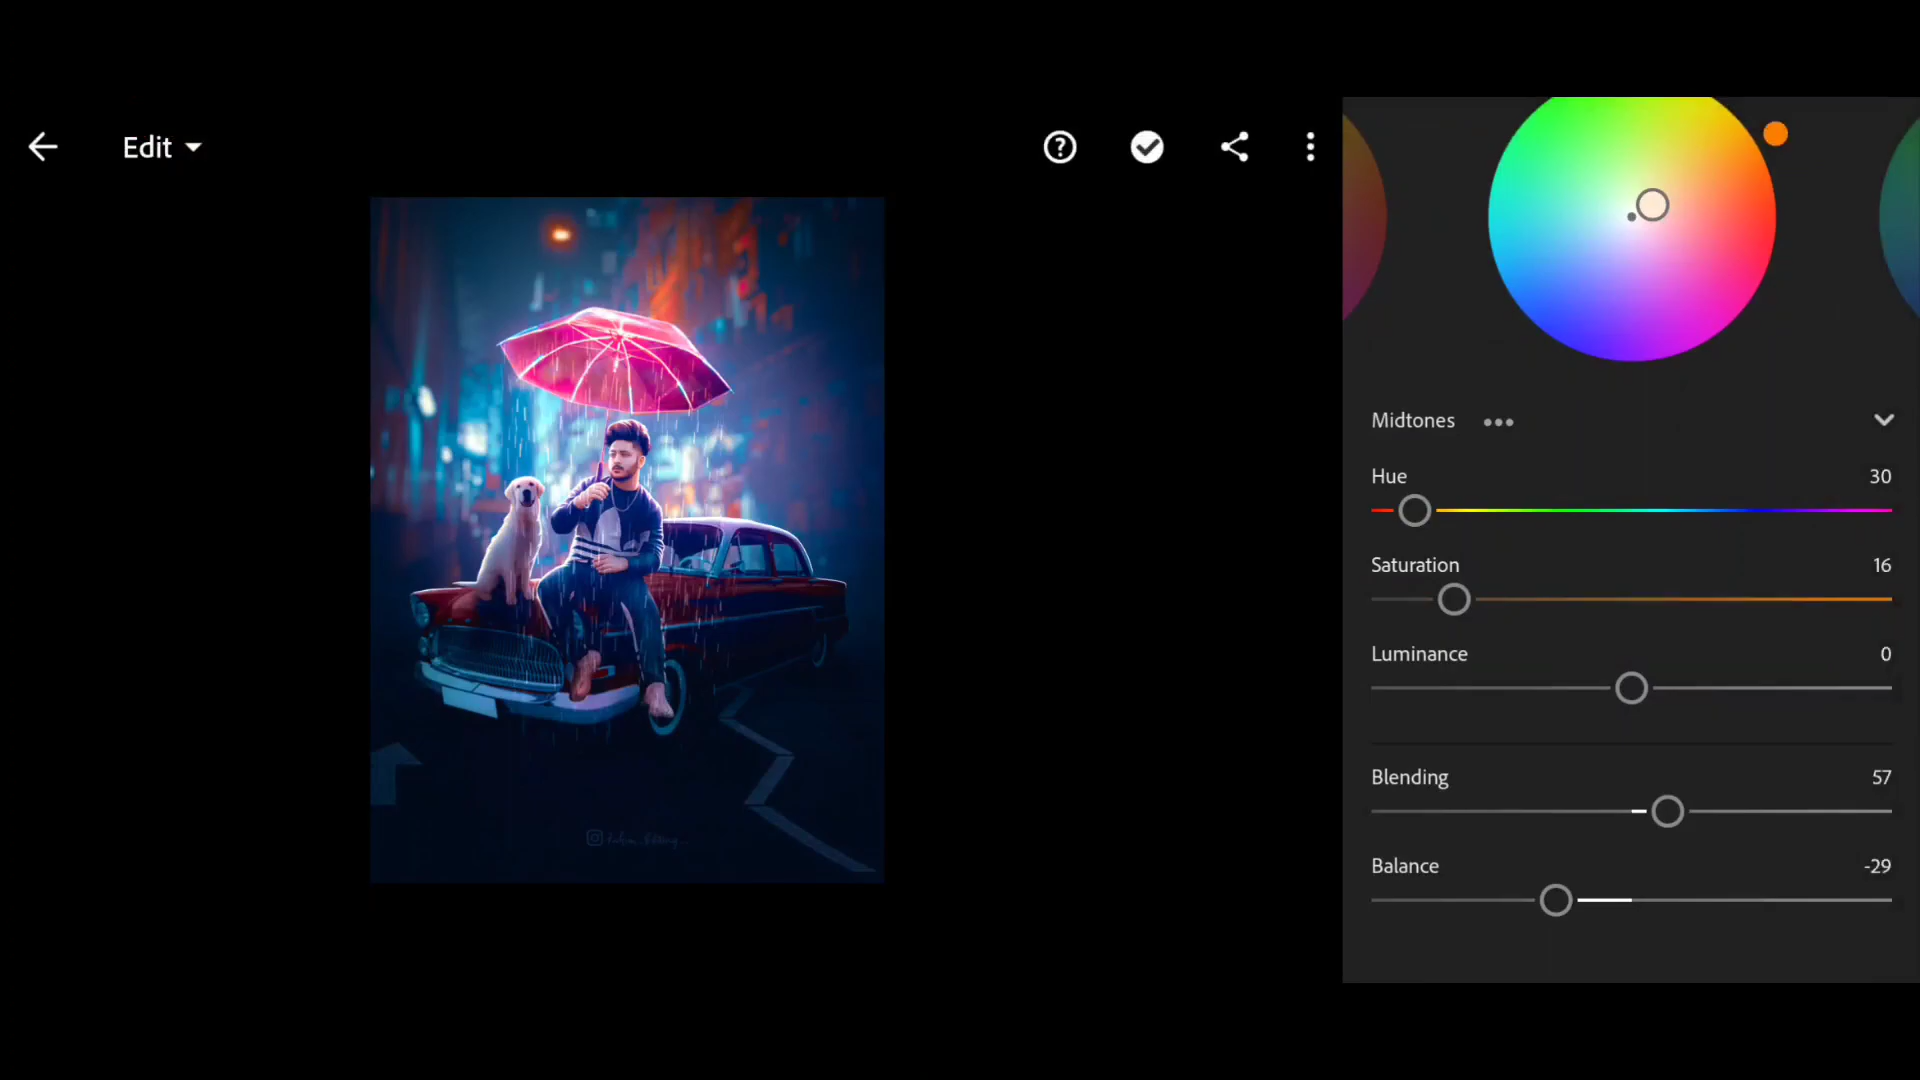 Edit
Midtones
Hue 30
Saturation 16
Luminance 0
Blending 57
Balance -29